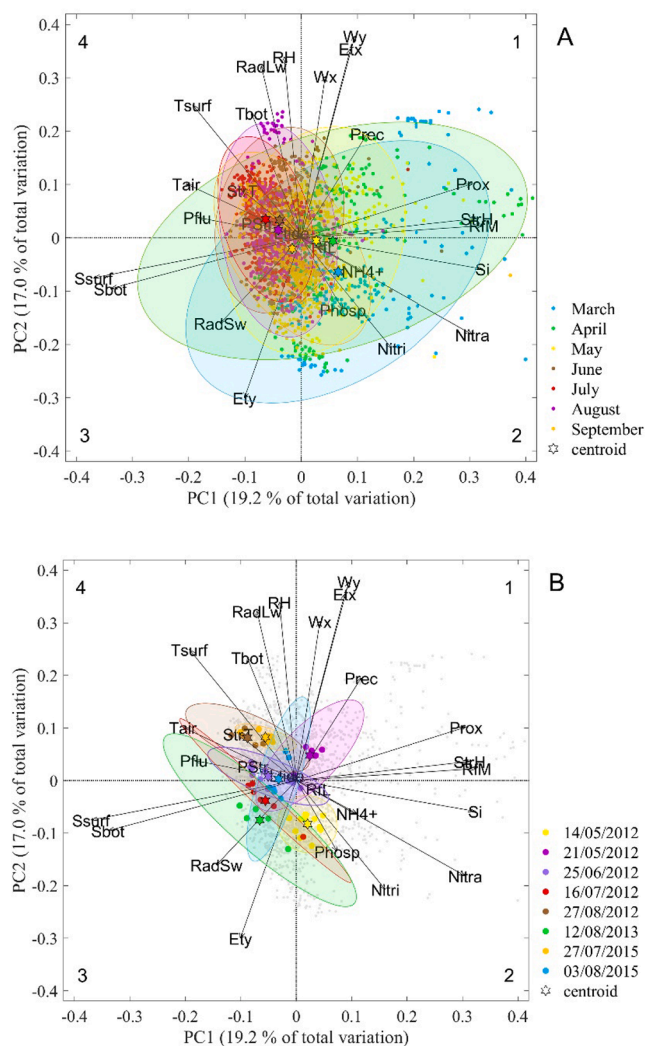 4
1
A
0.4
0.3
0.2
0.1
0
-0.1
-0.2
-0.3
-0.4
PC2 (17.0 % of total variation)
Wy
Etx
RH
RadLw
Wx
Tsurf
Tbot
Prec
Tair
StrT
Prox
Pflu
StrH
RfM
NH4+
Si
Ssurf
Sbot
RadSw
Phosp
Nitra
Nitri
Ety
3
2
-0.4 -0.3 -0.2 -0.1 0 0.1 0.2 0.3 0.4
PC1 (19.2 % of total variation)
March
April
May
June
July
August
September
centroid
4
1
B
0.4
0.3
0.2
0.1
0
-0.1
-0.2
-0.3
-0.4
PC2 (17.0 % of total variation)
Wy
Etx
RH
RadLw
Wx
Tsurf
Tbot
Prec
Tair
StrT
Prox
Pflu
PStr
StrH
RfM
RfL
NH4+
Si
Ssurf
Sbot
RadSw
Phosp
Nitra
Nitri
Ety
3
2
-0.4 -0.3 -0.2 -0.1 0 0.1 0.2 0.3 0.4
PC1 (19.2 % of total variation)
14/05/2012
21/05/2012
25/06/2012
16/07/2012
27/08/2012
12/08/2013
27/07/2015
03/08/2015
centroid